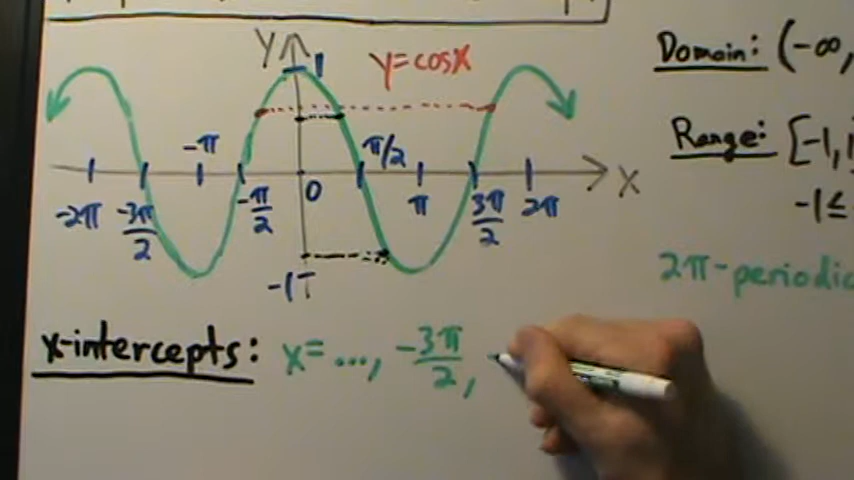 Y
1
y=cosx
Domain: (-∞,
-π
π/2
Range: [-1,1
-2π
-3π/2
-π/2
0
π
3π/2
2π
X
-1≤
-1
2π-periodic
x-intercepts: x= ..., -3π/2,